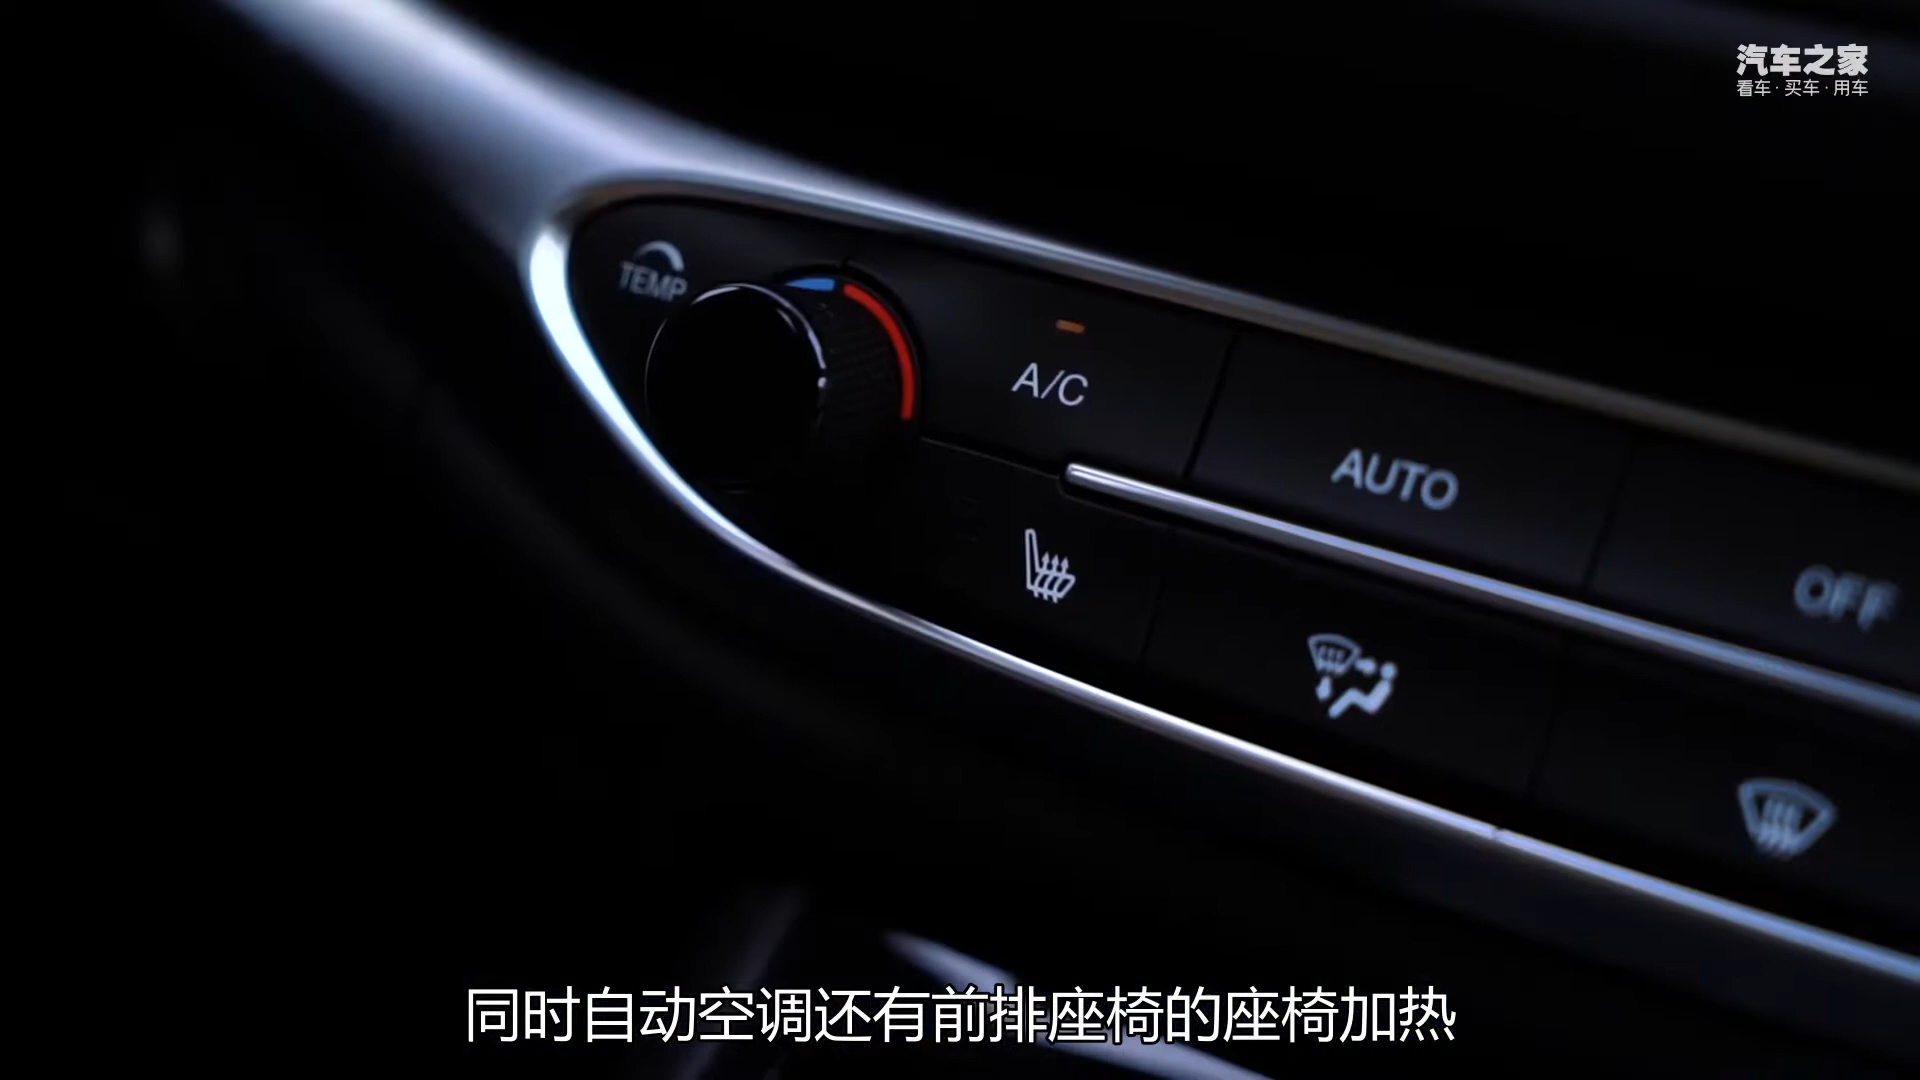 汽车之家
看车·买车·用车
TEMP
A/C
AUTO
OFF
同时自动空调还有前排座椅的座椅加热